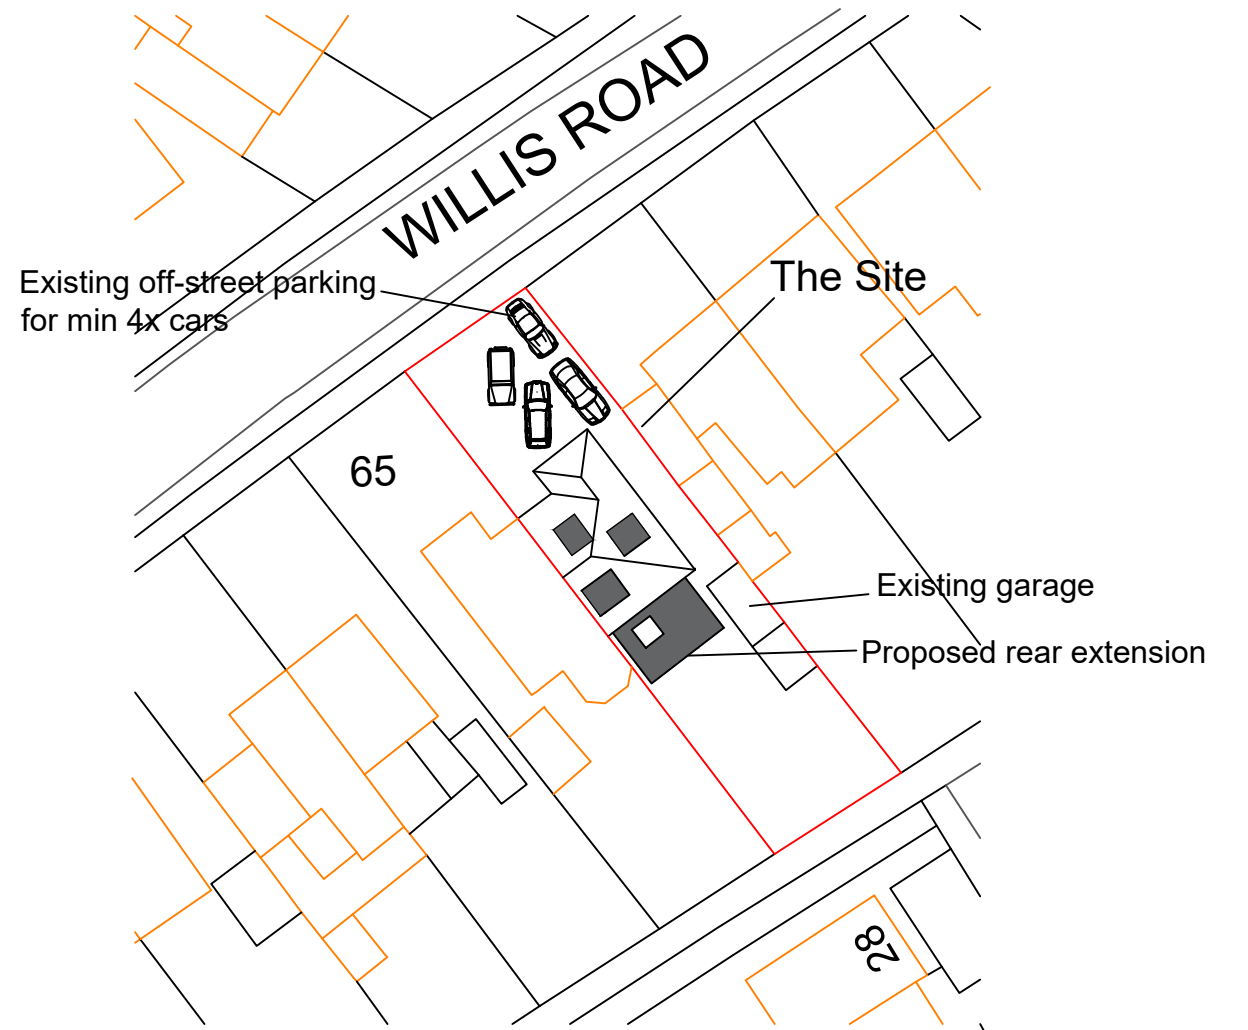 WILLIS ROAD
Existing off-street parking
for min 4x cars
The Site
65
Existing garage
Proposed rear extension
28